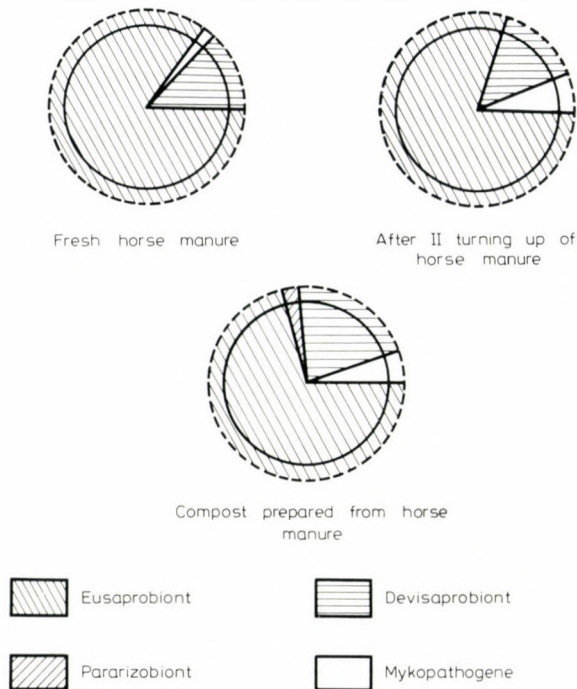 Fresh horse manure
After II turning up of
horse manure
Compost prepared from horse
manure
Eusaprobiont
Devisaprobiont
Pararizobiont
Mykopathogene